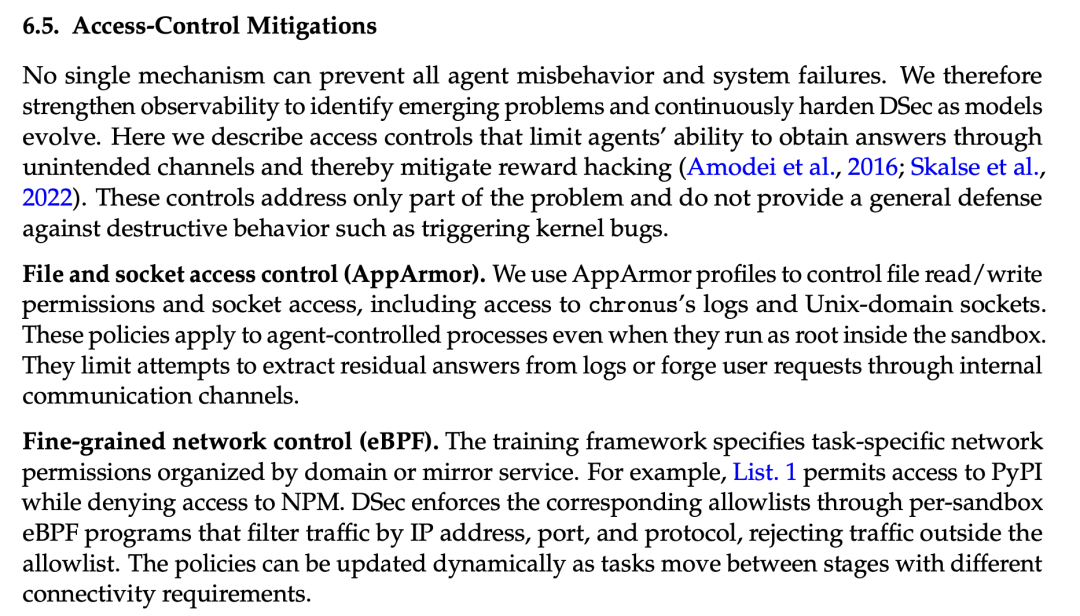 6.5. Access-Control Mitigations
No single mechanism can prevent all agent misbehavior and system failures. We therefore
strengthen observability to identify emerging problems and continuously harden DSec as models
evolve. Here we describe access controls that limit agents’ ability to obtain answers through
unintended channels and thereby mitigate reward hacking (Amodei et al., 2016; Skalse et al.,
2022). These controls address only part of the problem and do not provide a general defense
against destructive behavior such as triggering kernel bugs.
File and socket access control (AppArmor). We use AppArmor profiles to control file read/write
permissions and socket access, including access to chronus’s logs and Unix-domain sockets.
These policies apply to agent-controlled processes even when they run as root inside the sandbox.
They limit attempts to extract residual answers from logs or forge user requests through internal
communication channels.
Fine-grained network control (eBPF). The training framework specifies task-specific network
permissions organized by domain or mirror service. For example, List. 1 permits access to PyPI
while denying access to NPM. DSec enforces the corresponding allowlists through per-sandbox
eBPF programs that filter traffic by IP address, port, and protocol, rejecting traffic outside the
allowlist. The policies can be updated dynamically as tasks move between stages with different
connectivity requirements.